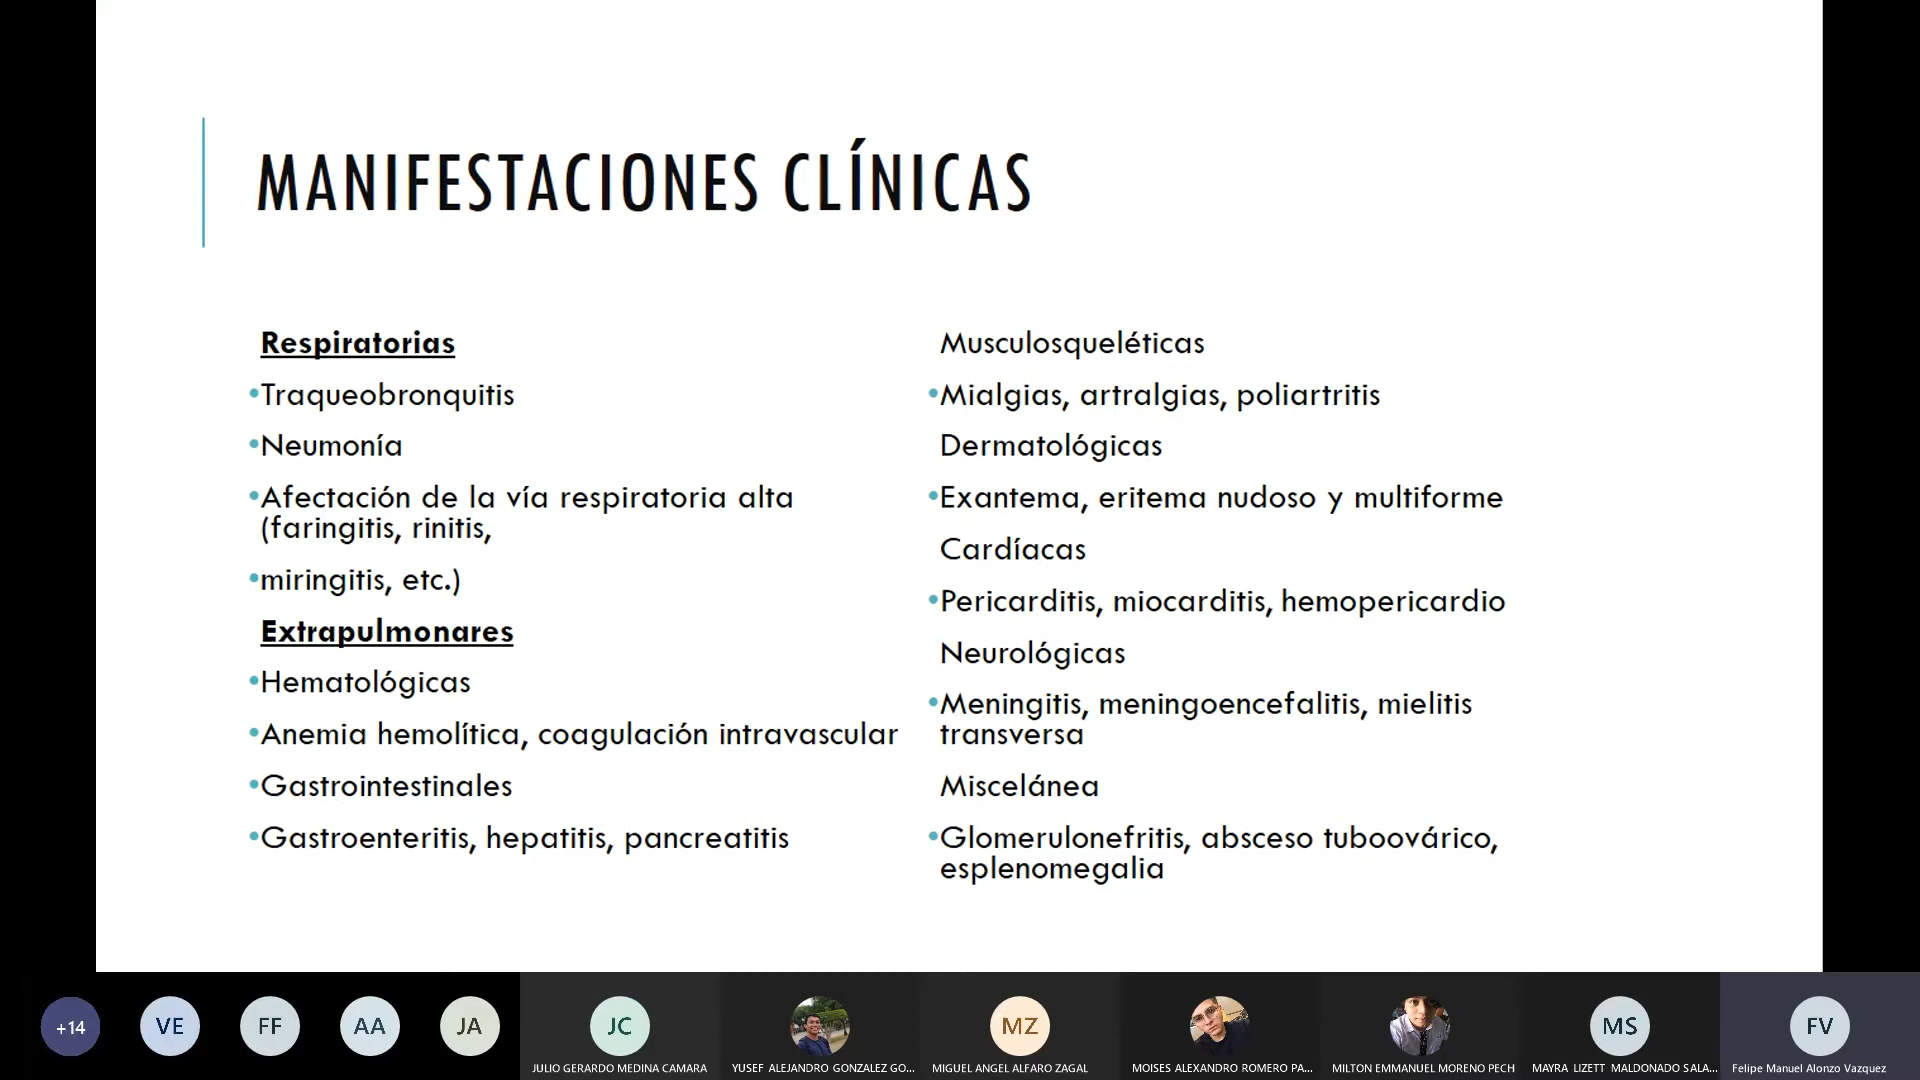 MANIFESTACIONES CLÍNICAS
Respiratorias
•Traqueobronquitis
•Neumonía
•Afectación de la vía respiratoria alta
(faringitis, rinitis,
•miringitis, etc.)
Extrapulmonares
•Hematológicas
•Anemia hemolítica, coagulación intravascular
•Gastrointestinales
•Gastroenteritis, hepatitis, pancreatitis
Musculosqueléticas
•Mialgias, artralgias, poliartritis
Dermatológicas
•Exantema, eritema nudoso y multiforme
Cardíacas
•Pericarditis, miocarditis, hemopericardio
Neurológicas
•Meningitis, meningoencefalitis, mielitis
transversa
Miscelánea
•Glomerulonefritis, absceso tuboovárico,
esplenomegalia
+14
VE
FF
AA
JA
JC
MZ
MS
FV
JULIO GERARDO MEDINA CAMARA
YUSEF ALEJANDRO GONZALEZ GO...
MIGUEL ANGEL ALFARO ZAGAL
MOISES ALEXANDRO ROMERO PA...
MILTON EMMANUEL MORENO PECH
MAYRA LIZETT MALDONADO SALA...
Felipe Manuel Alonzo Vazquez